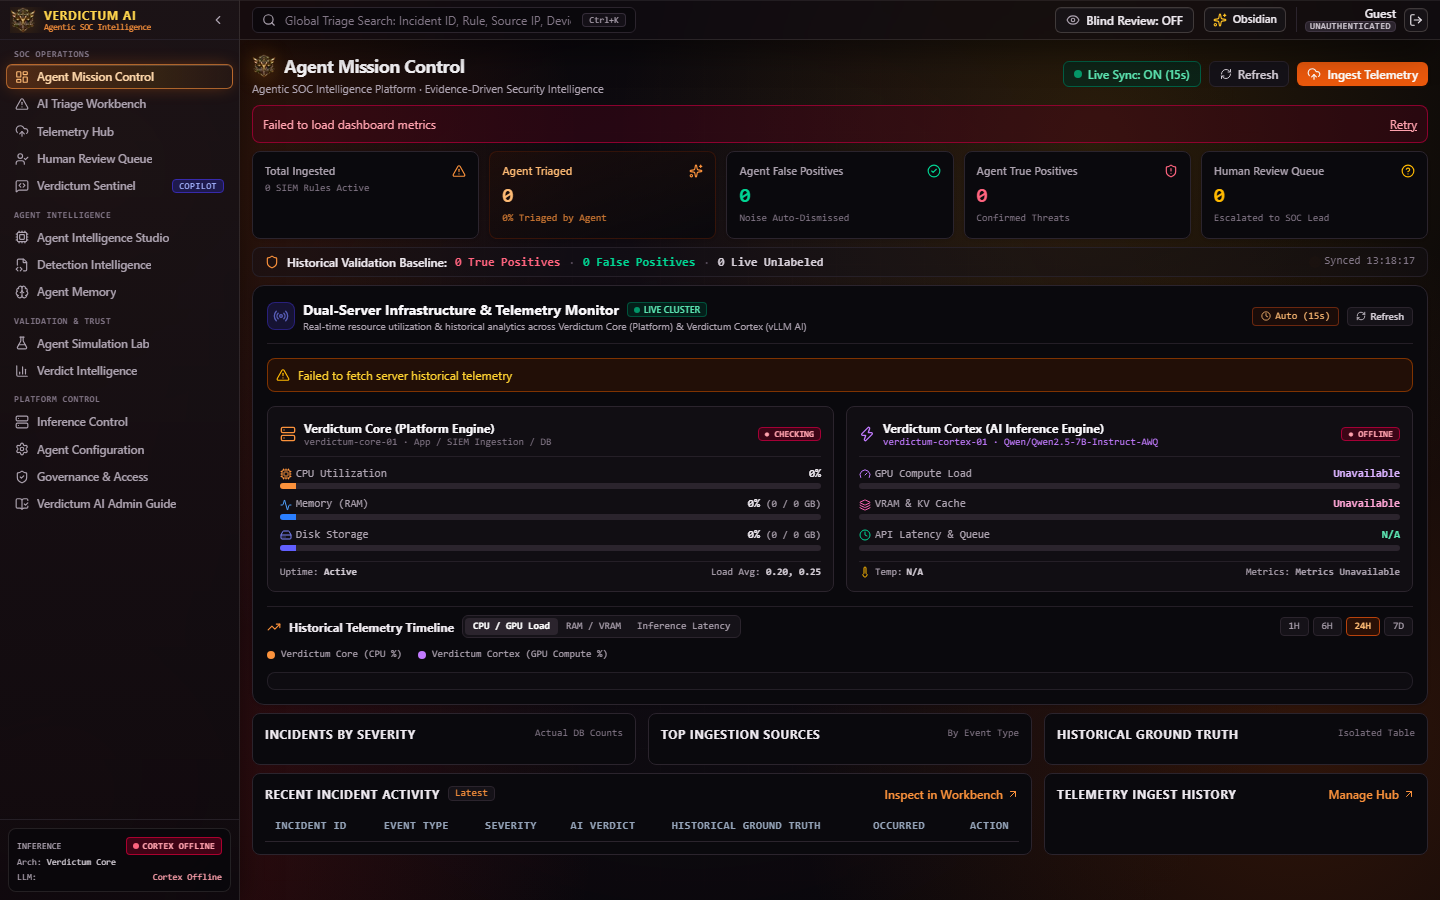 VERDICTUM AI
Agentic SOC Intelligence
SOC OPERATIONS
Agent Mission Control
AI Triage Workbench
Telemetry Hub
Human Review Queue
Verdictum Sentinel COPILOT
AGENT INTELLIGENCE
Agent Intelligence Studio
Detection Intelligence
Agent Memory
VALIDATION & TRUST
Agent Simulation Lab
Verdict Intelligence
PLATFORM CONTROL
Inference Control
Agent Configuration
Governance & Access
Verdictum AI Admin Guide
INFERENCE CORTEX OFFLINE
Arch: Verdictum Core
LLM: Cortex Offline
Global Triage Search: Incident ID, Rule, Source IP, Devi Ctrl+K
Blind Review: OFF
Obsidian
Guest
UNAUTHENTICATED
Agent Mission Control
Agentic SOC Intelligence Platform · Evidence-Driven Security Intelligence
Live Sync: ON (15s)
Refresh
Ingest Telemetry
Failed to load dashboard metrics Retry
Total Ingested
0 SIEM Rules Active
Agent Triaged
0
0% Triaged by Agent
Agent False Positives
0
Noise Auto-Dismissed
Agent True Positives
0
Confirmed Threats
Human Review Queue
0
Escalated to SOC Lead
Historical Validation Baseline: 0 True Positives · 0 False Positives · 0 Live Unlabeled Synced 13:18:17
Dual-Server Infrastructure & Telemetry Monitor LIVE CLUSTER
Real-time resource utilization & historical analytics across Verdictum Core (Platform) & Verdictum Cortex (vLLM AI)
Auto (15s)
Refresh
Failed to fetch server historical telemetry
Verdictum Core (Platform Engine)
verdictum-core-01 · App / SIEM Ingestion / DB
CHECKING
CPU Utilization 0%
Memory (RAM) 0% (0 / 0 GB)
Disk Storage 0% (0 / 0 GB)
Uptime: Active Load Avg: 0.20, 0.25
Verdictum Cortex (AI Inference Engine)
verdictum-cortex-01 · Qwen/Qwen2.5-7B-Instruct-AWQ
OFFLINE
GPU Compute Load Unavailable
VRAM & KV Cache Unavailable
API Latency & Queue N/A
Temp: N/A Metrics: Metrics Unavailable
Historical Telemetry Timeline CPU / GPU Load RAM / VRAM Inference Latency
1H 6H 24H 7D
Verdictum Core (CPU %) Verdictum Cortex (GPU Compute %)
INCIDENTS BY SEVERITY Actual DB Counts
TOP INGESTION SOURCES By Event Type
HISTORICAL GROUND TRUTH Isolated Table
RECENT INCIDENT ACTIVITY Latest Inspect in Workbench
INCIDENT ID EVENT TYPE SEVERITY AI VERDICT HISTORICAL GROUND TRUTH OCCURRED ACTION
TELEMETRY INGEST HISTORY Manage Hub